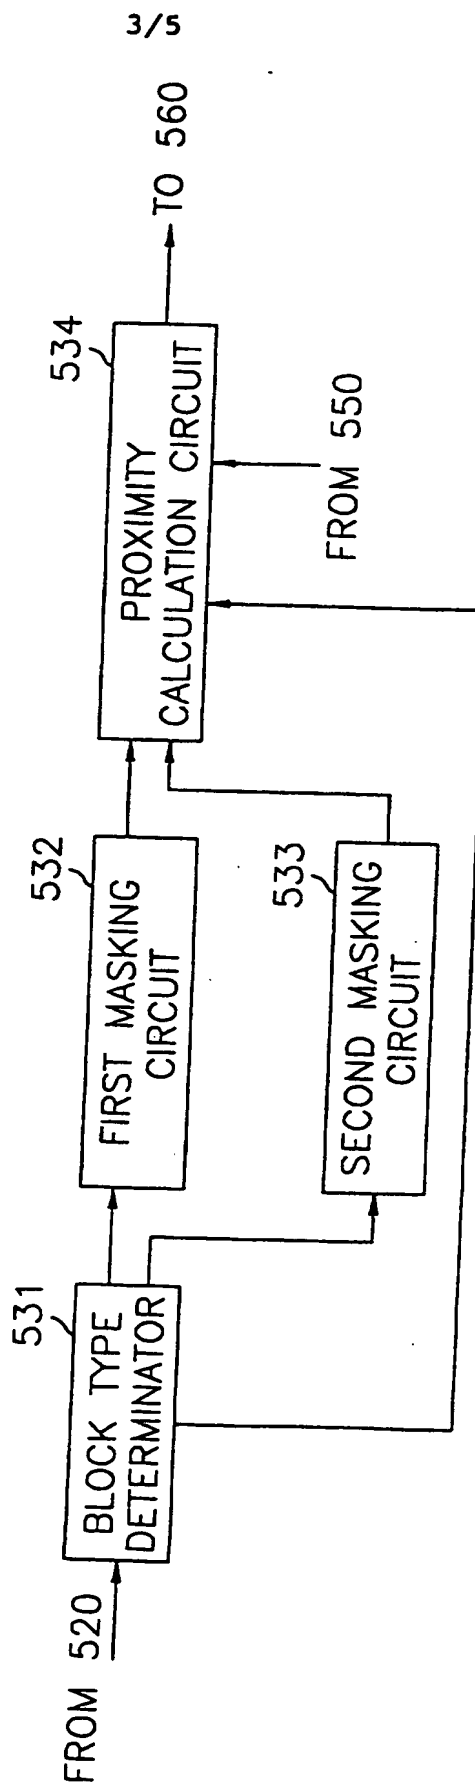 3/5
FROM 520
531
BLOCK TYPE
DETERMINATOR
532
FIRST MASKING
CIRCUIT
533
SECOND MASKING
CIRCUIT
534
PROXIMITY
CALCULATION CIRCUIT
FROM 550
TO 560